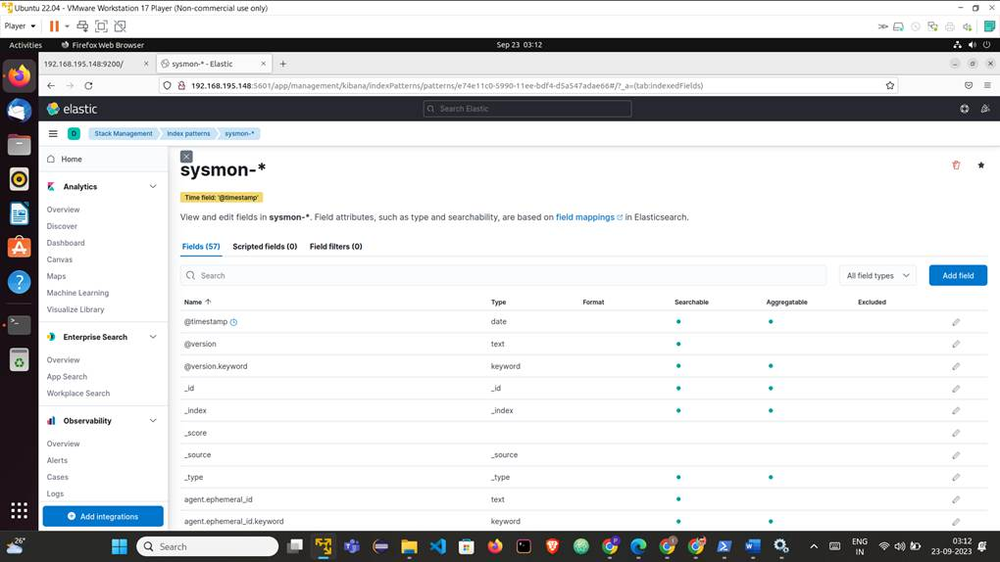 Ubuntu 22.04 - VMware Workstation 17 Player (Non-commercial use only)
Player
Activities
Firefox Web Browser
Sep 23 03:12
192.168.195.148:9200/
sysmon-* - Elastic
192.168.195.148:5601/app/management/kibana/indexPatterns/patterns/e74e11c0-5990-11ee-bdf4-d5a547adae66#/?_a=(tab:indexedFields)
elastic
Search Elastic
D
Stack Management
Index patterns
sysmon-*
Home
Analytics
Overview
Discover
Dashboard
Canvas
Maps
Machine Learning
Visualize Library
Enterprise Search
Overview
App Search
Workplace Search
Observability
Overview
Alerts
Cases
Logs
Add integrations
sysmon-*
Time field: '@timestamp'
View and edit fields in sysmon-*. Field attributes, such as type and searchability, are based on field mappings in Elasticsearch.
Fields (57) Scripted fields (0) Field filters (0)
Search
All field types
Add field
Name Type Format Searchable Aggregatable Excluded
@timestamp date
@version text
@version.keyword keyword
_id _id
_index _index
_score
_source _source
_type _type
agent.ephemeral_id text
agent.ephemeral_id.keyword keyword
26°
Search
ENG
IN
03:12
23-09-2023